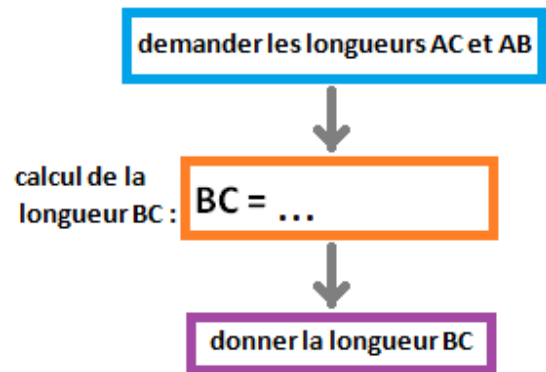 demander les longueurs AC et AB
calcul de la
longueur BC :
BC = ...
donner la longueur BC